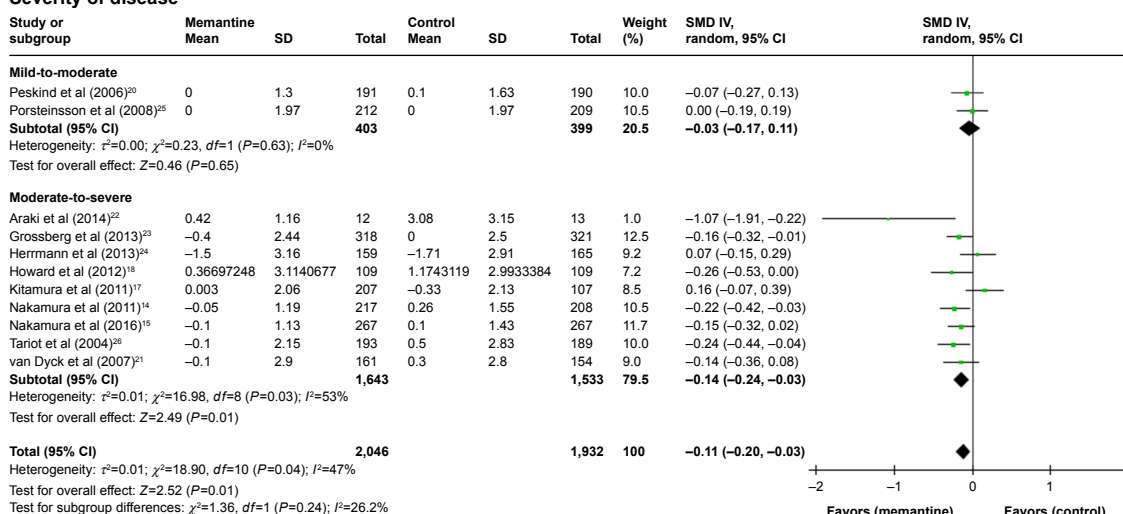 Severity of disease
Study or Memantine Control Weight SMD IV, SMD IV,
subgroup Mean SD Total Mean SD Total (%) random, 95% CI random, 95% CI
Mild-to-moderate
Peskind et al (2006)²⁰ 0 1.3 191 0.1 1.63 190 10.0 –0.07 (–0.27, 0.13)
Porsteinsson et al (2008)²⁵ 0 1.97 212 0 1.97 209 10.5 0.00 (–0.19, 0.19)
Subtotal (95% CI) 403 399 20.5 –0.03 (–0.17, 0.11)
Heterogeneity: τ²=0.00; χ²=0.23, df=1 (P=0.63); I²=0%
Test for overall effect: Z=0.46 (P=0.65)
Moderate-to-severe
Araki et al (2014)²² 0.42 1.16 12 3.08 3.15 13 1.0 –1.07 (–1.91, –0.22)
Grossberg et al (2013)²³ –0.4 2.44 318 0 2.5 321 12.5 –0.16 (–0.32, –0.01)
Herrmann et al (2013)²⁴ –1.5 3.16 159 –1.71 2.91 165 9.2 0.07 (–0.15, 0.29)
Howard et al (2012)¹⁸ 0.36697248 3.1140677 109 1.1743119 2.9933384 109 7.2 –0.26 (–0.53, 0.00)
Kitamura et al (2011)¹⁷ 0.003 2.06 207 –0.33 2.13 107 8.5 0.16 (–0.07, 0.39)
Nakamura et al (2011)¹⁴ –0.05 1.19 217 0.26 1.55 208 10.5 –0.22 (–0.42, –0.03)
Nakamura et al (2016)¹⁵ –0.1 1.13 267 0.1 1.43 267 11.7 –0.15 (–0.32, 0.02)
Tariot et al (2004)²⁶ –0.1 2.15 193 0.5 2.83 189 10.0 –0.24 (–0.44, –0.04)
van Dyck et al (2007)²¹ –0.1 2.9 161 0.3 2.8 154 9.0 –0.14 (–0.36, 0.08)
Subtotal (95% CI) 1,643 1,533 79.5 –0.14 (–0.24, –0.03)
Heterogeneity: τ²=0.01; χ²=16.98, df=8 (P=0.03); I²=53%
Test for overall effect: Z=2.49 (P=0.01)
Total (95% CI) 2,046 1,932 100 –0.11 (–0.20, –0.03)
Heterogeneity: τ²=0.01; χ²=18.90, df=10 (P=0.04); I²=47%
Test for overall effect: Z=2.52 (P=0.01)
Test for subgroup differences: χ²=1.36, df=1 (P=0.24); I²=26.2%
–2 –1 0 1
Favors (memantine) Favors (control)